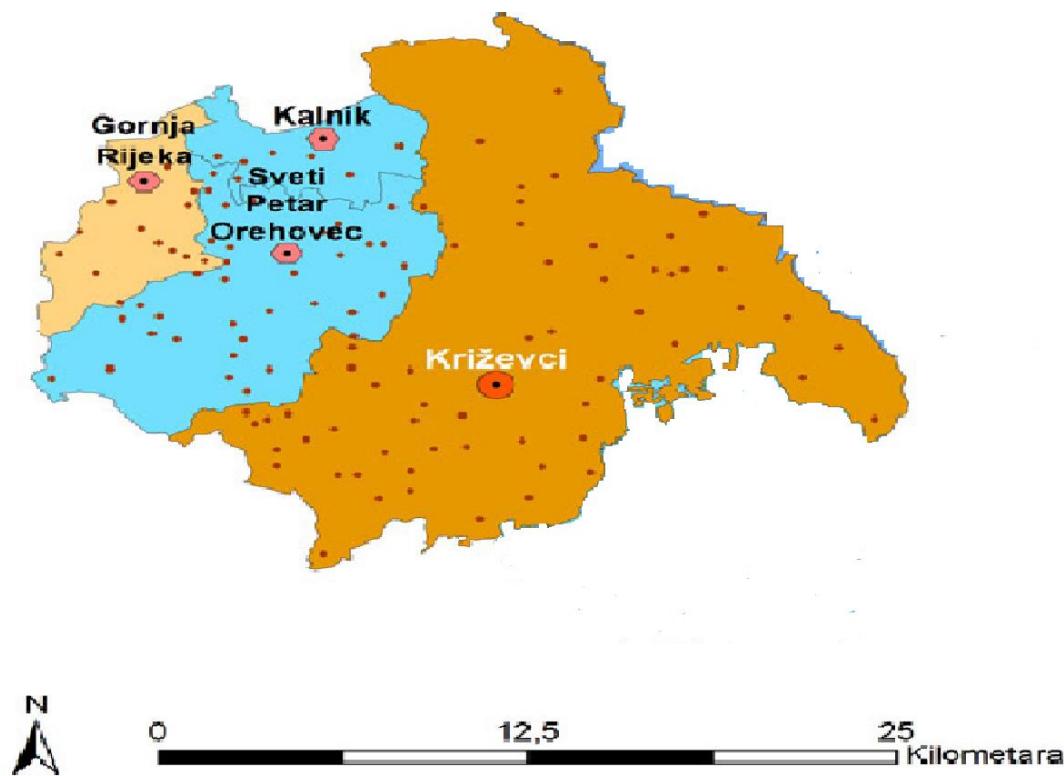 Kalnik
Gornja
Rijeka
Sveti
Petar
Orehovec
Križevci
N
0
12,5
25
Kilometara